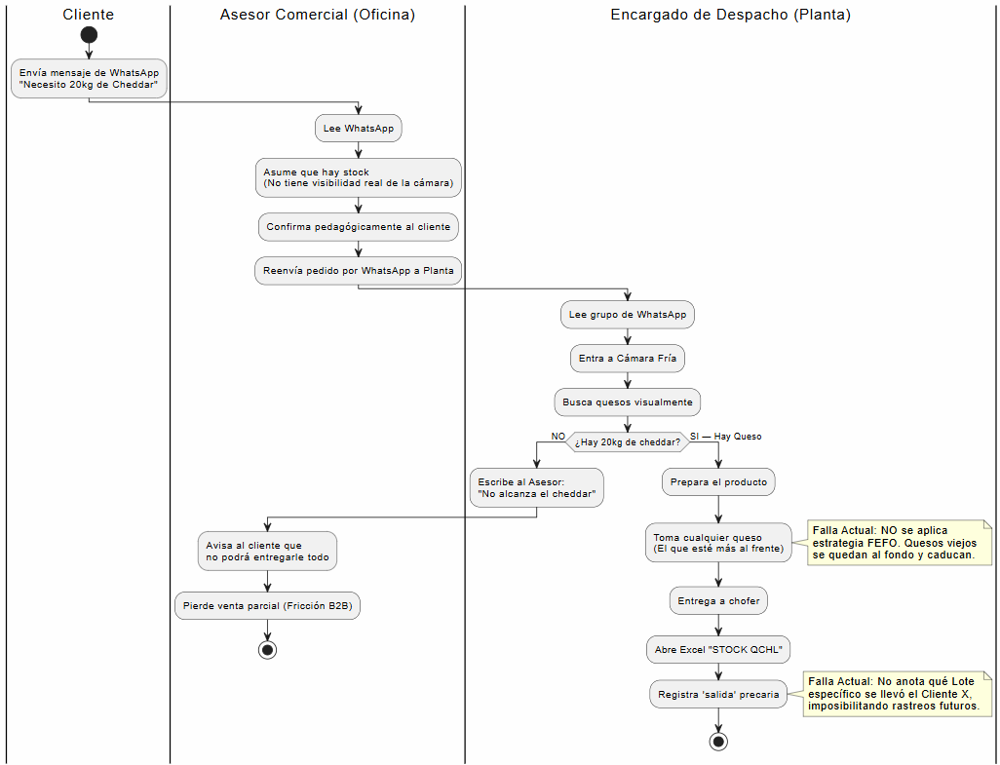 Cliente
Asesor Comercial (Oficina)
Encargado de Despacho (Planta)
Envía mensaje de WhatsApp
"Necesito 20kg de Cheddar"
Lee WhatsApp
Asume que hay stock
(No tiene visibilidad real de la cámara)
Confirma pedagógicamente al cliente
Reenvía pedido por WhatsApp a Planta
Lee grupo de WhatsApp
Entra a Cámara Fría
Busca quesos visualmente
¿Hay 20kg de cheddar?
NO
SI — Hay Queso
Escribe al Asesor:
"No alcanza el cheddar"
Avisa al cliente que
no podrá entregarle todo
Pierde venta parcial (Fricción B2B)
Prepara el producto
Toma cualquier queso
(El que esté más al frente)
Falla Actual: NO se aplica
estrategia FEFO. Quesos viejos
se quedan al fondo y caducan.
Entrega a chofer
Abre Excel "STOCK QCHL"
Registra 'salida' precaria
Falla Actual: No anota qué Lote
específico se llevó el Cliente X,
imposibilitando rastreos futuros.